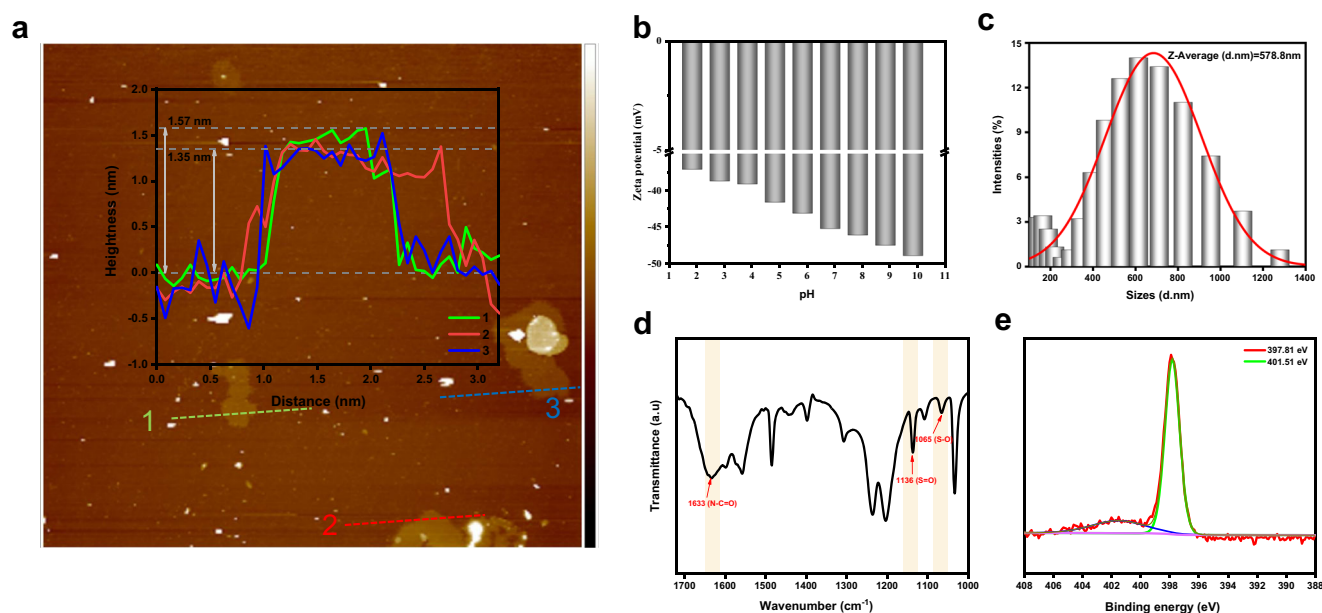 a
2.0
1.5
1.0
0.5
0.0
-0.5
-1.0
Heightness (nm)
1.57 nm
1.35 nm
1
2
3
0.0
0.5
1.0
1.5
2.0
2.5
3.0
Distance (nm)
1
2
3
b
0
-5
-40
-45
-50
Zeta potential (mV)
1
2
3
4
5
6
7
8
9
10
11
pH
c
15
12
9
6
3
0
Intensities (%)
Z-Average (d.nm)=578.8nm
200
400
600
800
1000
1200
1400
Sizes (d.nm)
d
Transmittance (a.u)
1633 (N-C=O)
1136 (S=O)
1065 (S-O)
1700
1600
1500
1400
1300
1200
1100
1000
Wavenumber (cm⁻¹)
e
Intensity (a.u)
397.81 eV
401.51 eV
408
406
404
402
400
398
396
394
392
390
388
Binding energy (eV)